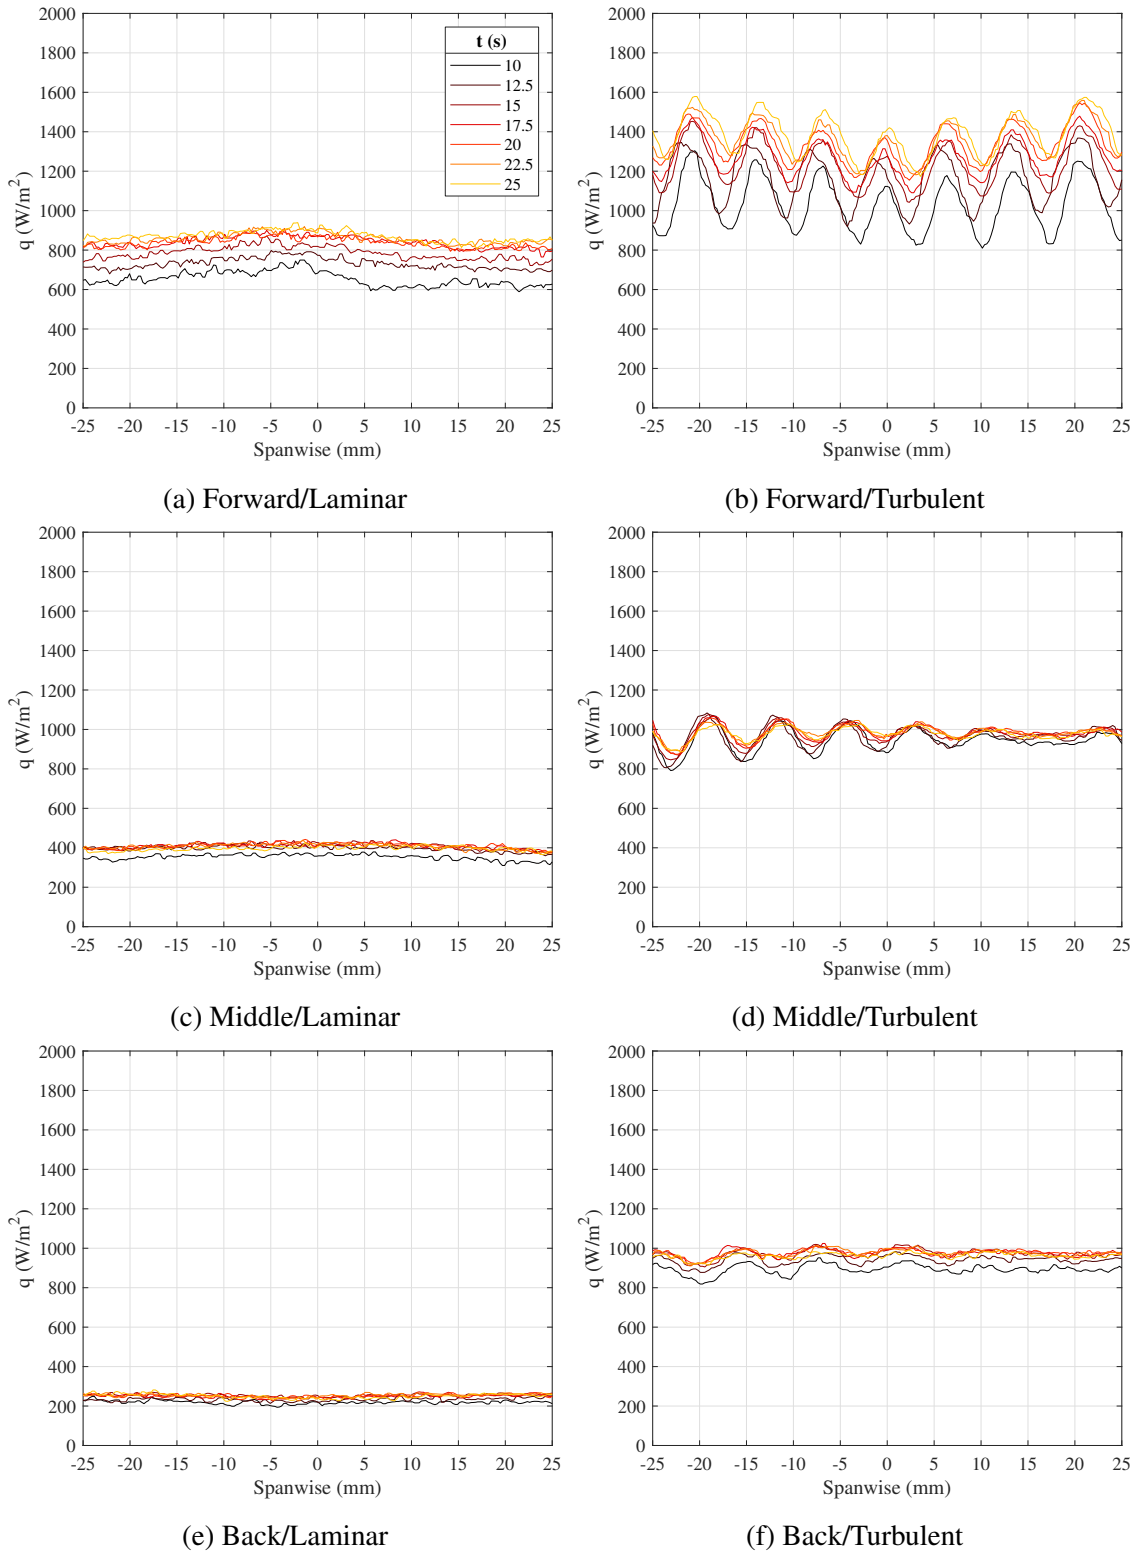 2000
1800
1600
1400
1200
1000
800
600
400
200
0
q (W/m²)
-25 -20 -15 -10 -5 0 5 10 15 20 25
Spanwise (mm)
t (s)
10
12.5
15
17.5
20
22.5
25
(a) Forward/Laminar
2000
1800
1600
1400
1200
1000
800
600
400
200
0
q (W/m²)
-25 -20 -15 -10 -5 0 5 10 15 20 25
Spanwise (mm)
(b) Forward/Turbulent
2000
1800
1600
1400
1200
1000
800
600
400
200
0
q (W/m²)
-25 -20 -15 -10 -5 0 5 10 15 20 25
Spanwise (mm)
(c) Middle/Laminar
2000
1800
1600
1400
1200
1000
800
600
400
200
0
q (W/m²)
-25 -20 -15 -10 -5 0 5 10 15 20 25
Spanwise (mm)
(d) Middle/Turbulent
2000
1800
1600
1400
1200
1000
800
600
400
200
0
q (W/m²)
-25 -20 -15 -10 -5 0 5 10 15 20 25
Spanwise (mm)
(e) Back/Laminar
2000
1800
1600
1400
1200
1000
800
600
400
200
0
q (W/m²)
-25 -20 -15 -10 -5 0 5 10 15 20 25
Spanwise (mm)
(f) Back/Turbulent